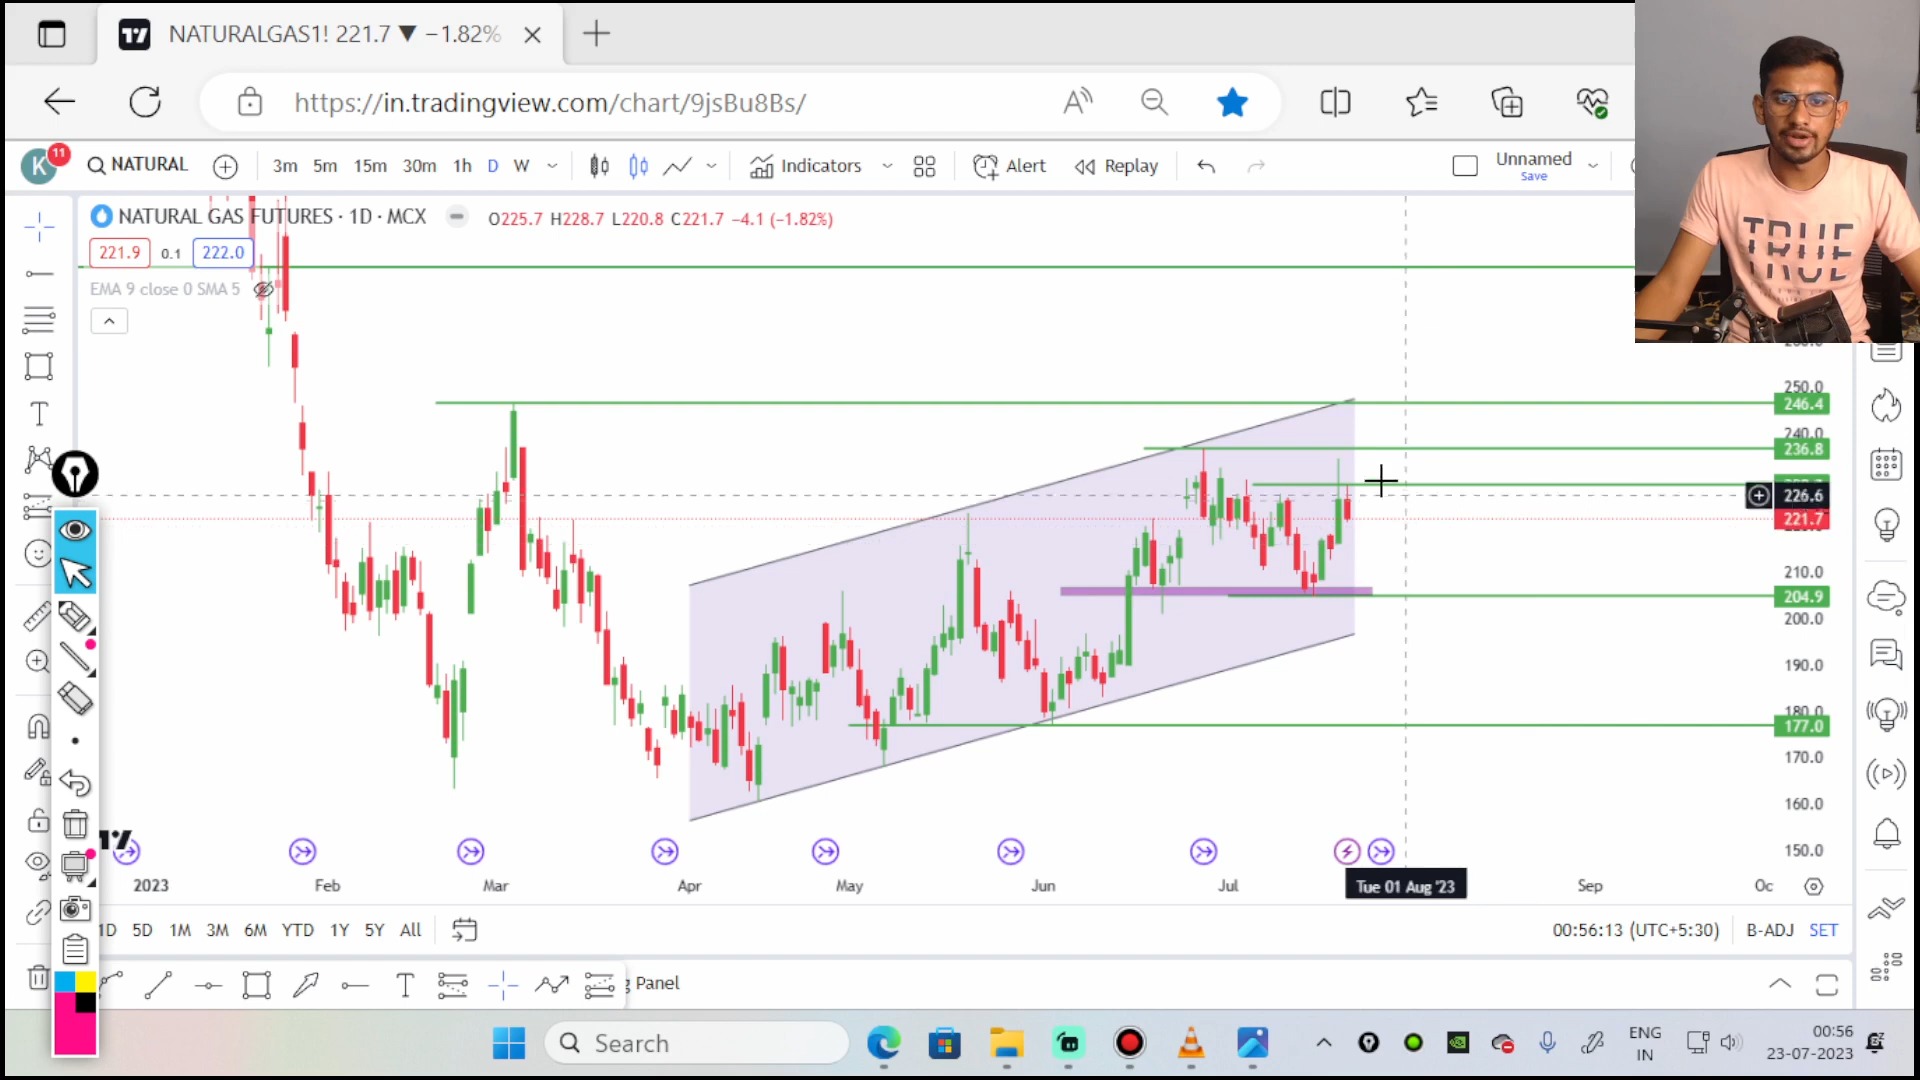 NATURALGAS1! 221.7 ▼ −1.82%
https://in.tradingview.com/chart/9jsBu8Bs/
K
11
NATURAL
3m 5m 15m 30m 1h D W
Indicators
Alert
Replay
Unnamed
Save
NATURAL GAS FUTURES · 1D · MCX
O225.7 H228.7 L220.8 C221.7 −4.1 (−1.82%)
221.9 0.1 222.0
EMA 9 close 0 SMA 5
TRUE
TRUE
250.0
246.4
240.0
236.8
226.6
221.7
210.0
204.9
200.0
190.0
180.0
177.0
170.0
160.0
150.0
2023 Feb Mar Apr May Jun Jul Tue 01 Aug '23 Sep Oc
1D 5D 1M 3M 6M YTD 1Y 5Y All
00:56:13 (UTC+5:30) B-ADJ SET
Panel
Search
ENG
IN
00:56
23-07-2023